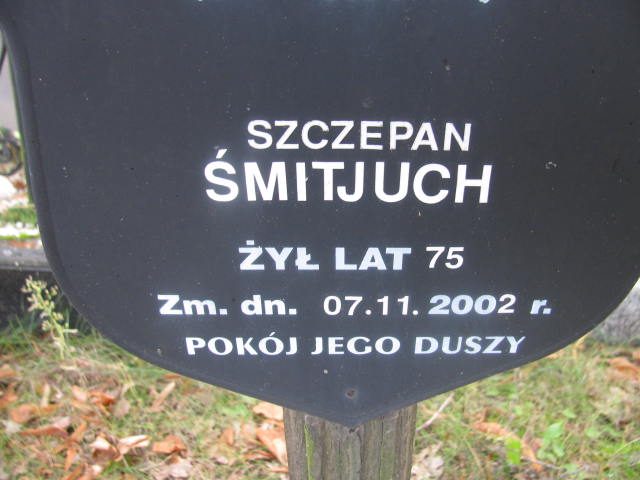 SZCZEPAN
ŚMITJUCH
ŻYŁ LAT 75
Zm. dn. 07.11.2002 r.
POKÓJ JEGO DUSZY